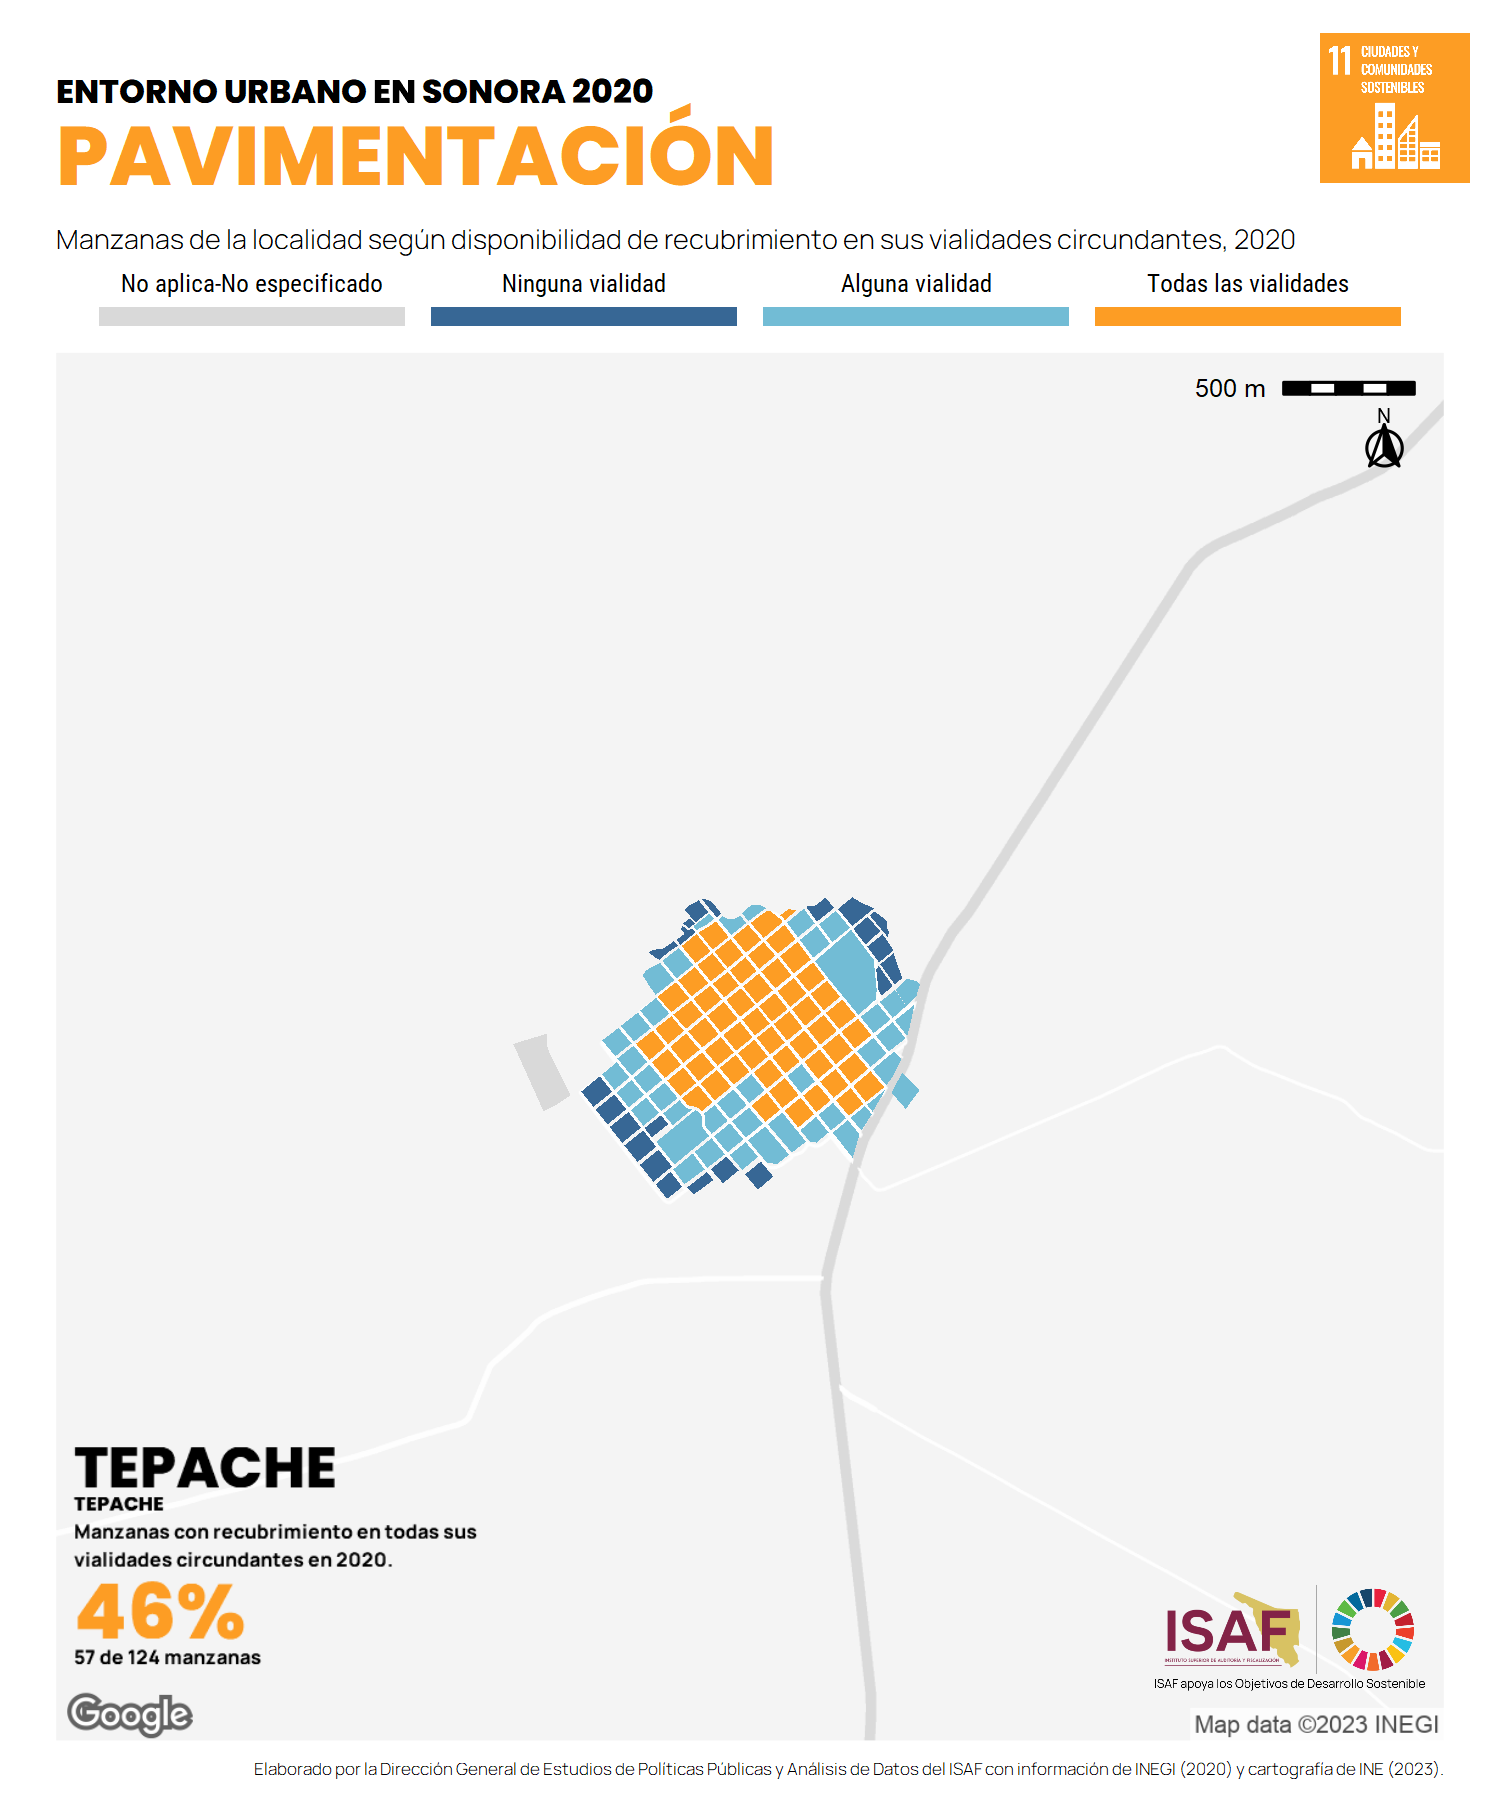 ENTORNO URBANO EN SONORA 2020
PAVIMENTACIÓN
11 CIUDADES Y
COMUNIDADES
SOSTENIBLES
Manzanas de la localidad según disponibilidad de recubrimiento en sus vialidades circundantes, 2020
No aplica-No especificado
Ninguna vialidad
Alguna vialidad
Todas las vialidades
500 m
N
TEPACHE
TEPACHE
Manzanas con recubrimiento en todas sus
vialidades circundantes en 2020.
46%
57 de 124 manzanas
Google
ISAF
INSTITUTO SUPERIOR DE AUDITORÍA Y FISCALIZACIÓN
ISAF apoya los Objetivos de Desarrollo Sostenible
Map data ©2023 INEGI
Elaborado por la Dirección General de Estudios de Políticas Públicas y Análisis de Datos del ISAF con información de INEGI (2020) y cartografía de INE (2023).